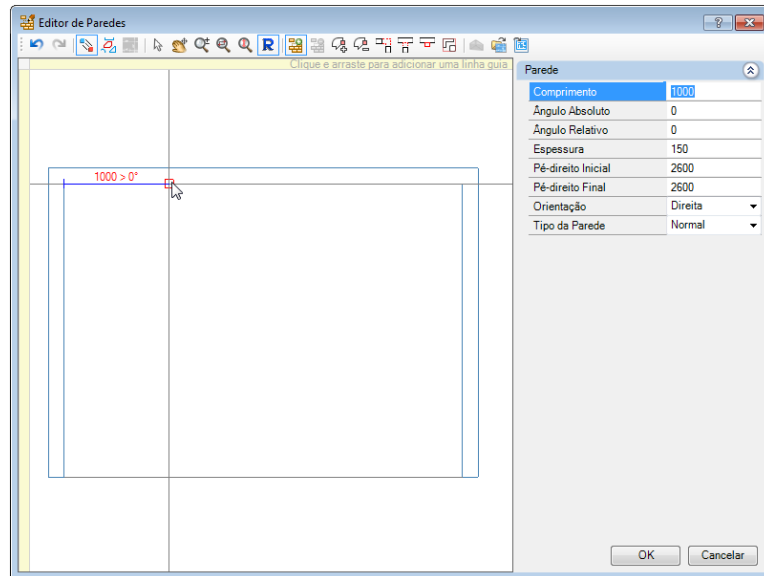 Editor de Paredes
R
Clique e arraste para adicionar uma linha guia
1000 > 0°
Parede
Comprimento 1000
Ângulo Absoluto 0
Ângulo Relativo 0
Espessura 150
Pé-direito Inicial 2600
Pé-direito Final 2600
Orientação Direita
Tipo da Parede Normal
OK Cancelar